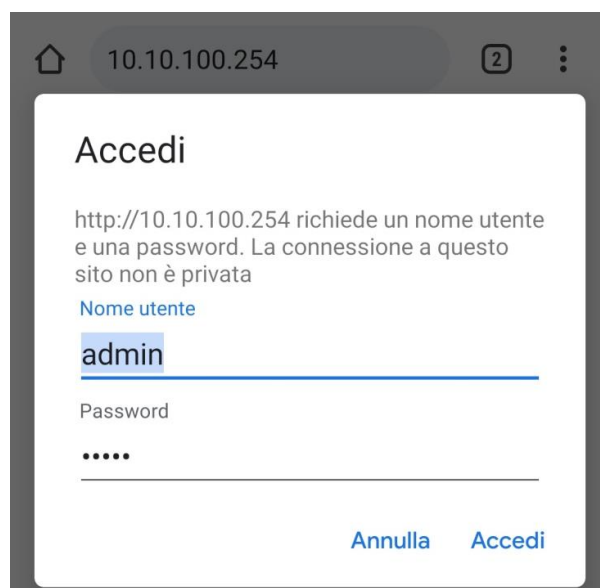 10.10.100.254
2
Accedi
http://10.10.100.254 richiede un nome utente
e una password. La connessione a questo
sito non è privata
Nome utente
admin
Password
•••••
Annulla Accedi